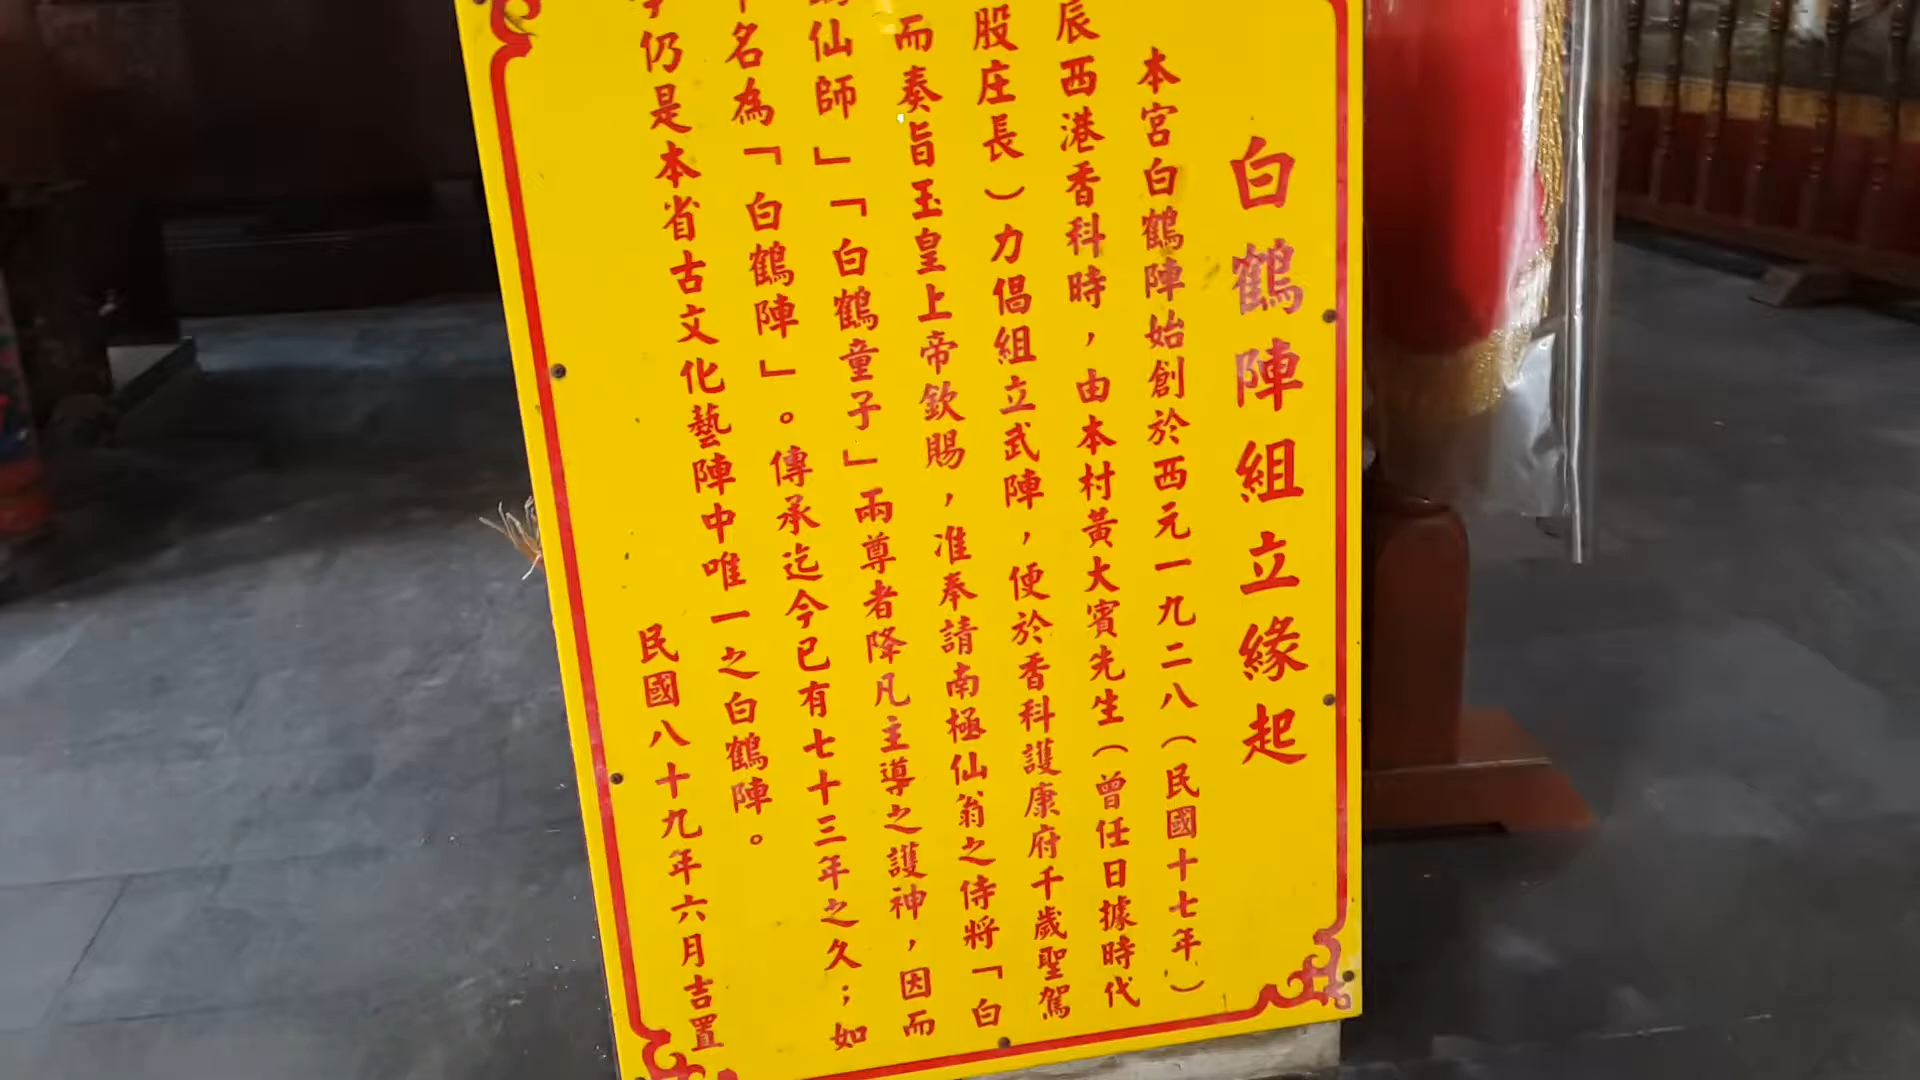 白鶴陣組立緣起
本宮白鶴陣始創於西元一九二八（民國十七年）
辰西港香科時，由本村黃大賓先生（曾任日據時代
股庄長）力倡組立武陣，便於香科護康府千歲聖駕
而奏旨玉皇上帝欽賜，准奉請南極仙翁之侍將「白
仙師」「白鶴童子」兩尊者降凡主導之護神，因而
名為「白鶴陣」。傳承迄今已有七十三年之久；如
仍是本省古文化藝陣中唯一之白鶴陣。
民國八十九年六月吉置